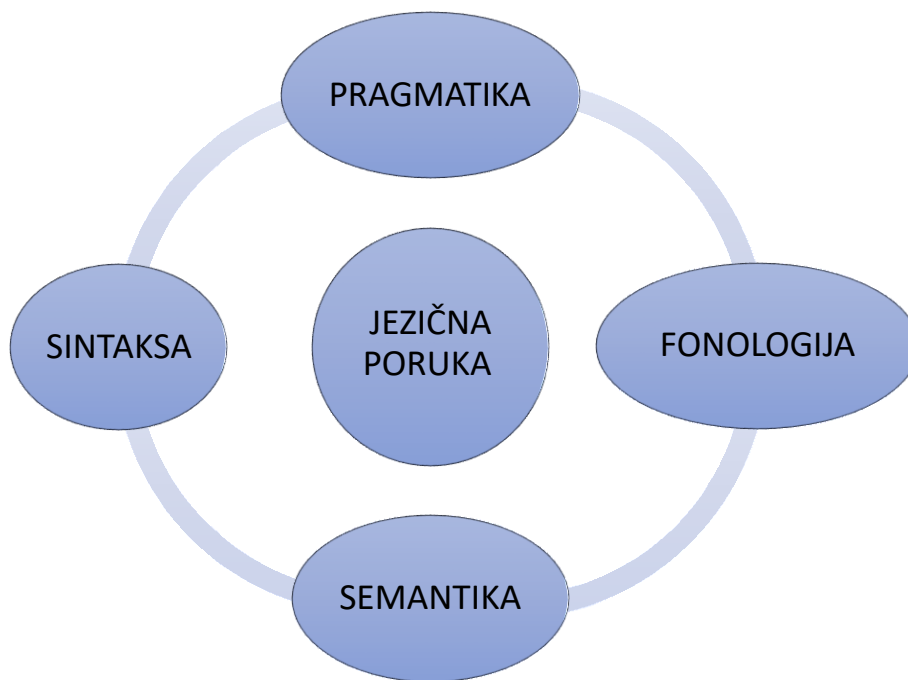 PRAGMATIKA
SINTAKSA
JEZIČNA
PORUKA
FONOLOGIJA
SEMANTIKA